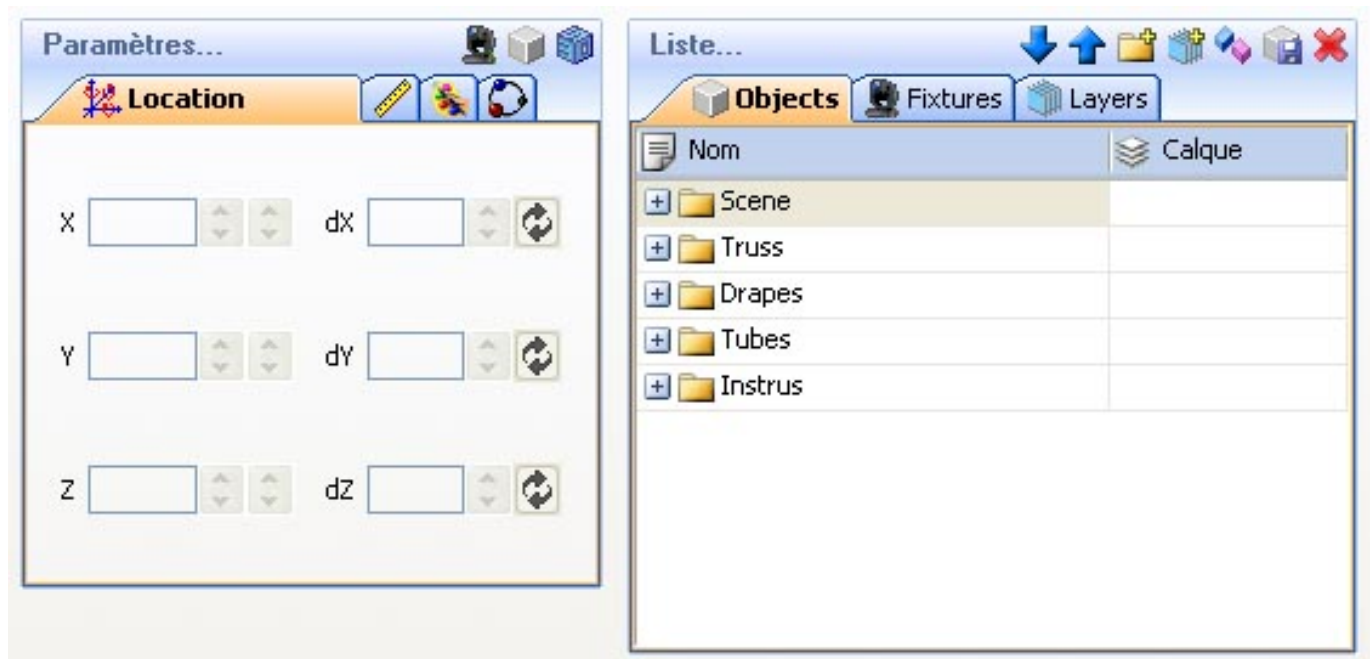 Paramètres...
Location
X dX
Y dY
Z dZ
Liste...
Objects Fixtures Layers
Nom Calque
Scene
Truss
Drapes
Tubes
Instrus